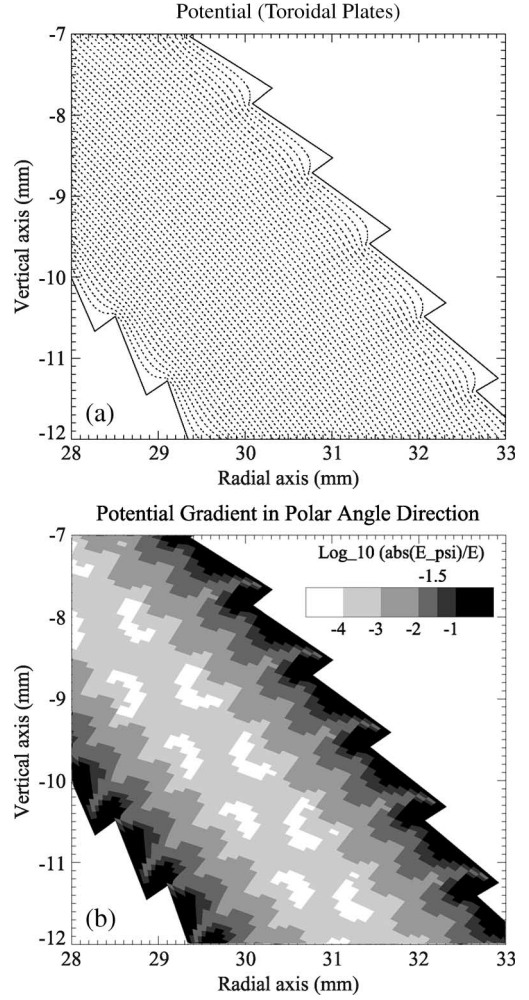 Potential (Toroidal Plates)
-7
-8
-9
-10
-11
-12
Vertical axis (mm)
(a)
28 29 30 31 32 33
Radial axis (mm)
Potential Gradient in Polar Angle Direction
Log_10 (abs(E_psi)/E)
-1.5
-4 -3 -2 -1
-7
-8
-9
-10
-11
-12
Vertical axis (mm)
(b)
28 29 30 31 32 33
Radial axis (mm)